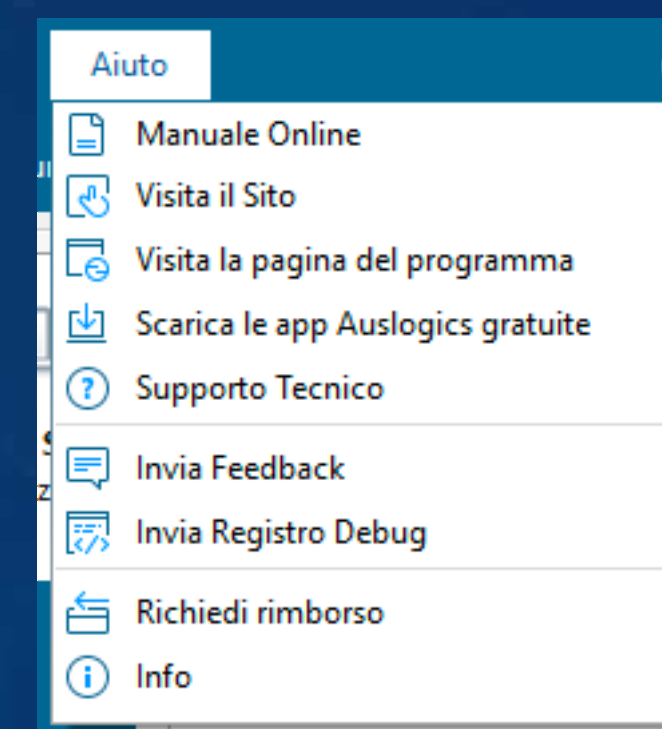 Aiuto
Manuale Online
Visita il Sito
Visita la pagina del programma
Scarica le app Auslogics gratuite
Supporto Tecnico
Invia Feedback
Invia Registro Debug
Richiedi rimborso
Info